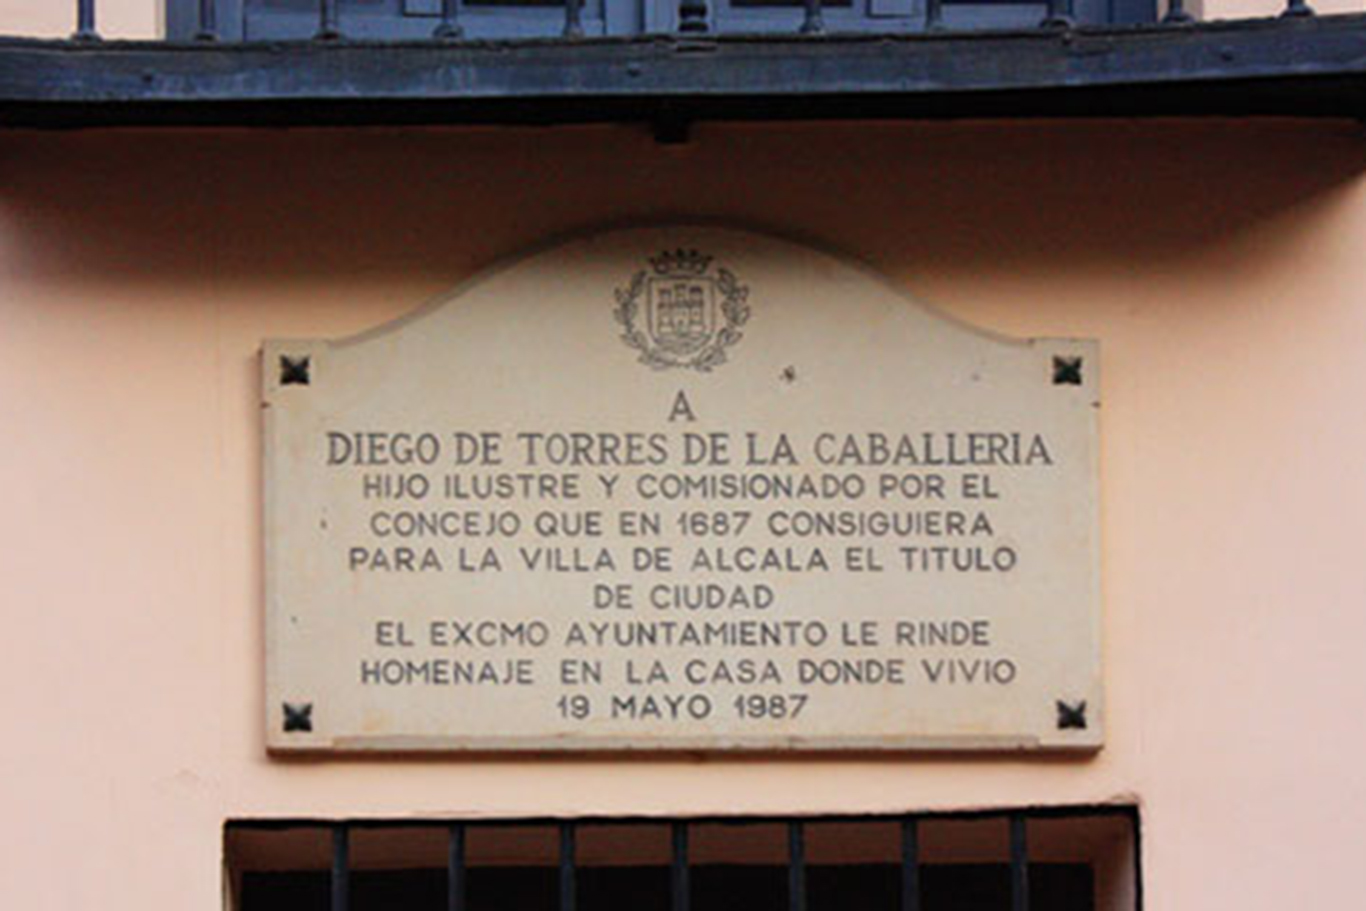 A
DIEGO DE TORRES DE LA CABALLERIA
HIJO ILUSTRE Y COMISIONADO POR EL
CONCEJO QUE EN 1687 CONSIGUIERA
PARA LA VILLA DE ALCALA EL TITULO
DE CIUDAD
EL EXCMO AYUNTAMIENTO LE RINDE
HOMENAJE EN LA CASA DONDE VIVIO
19 MAYO 1987